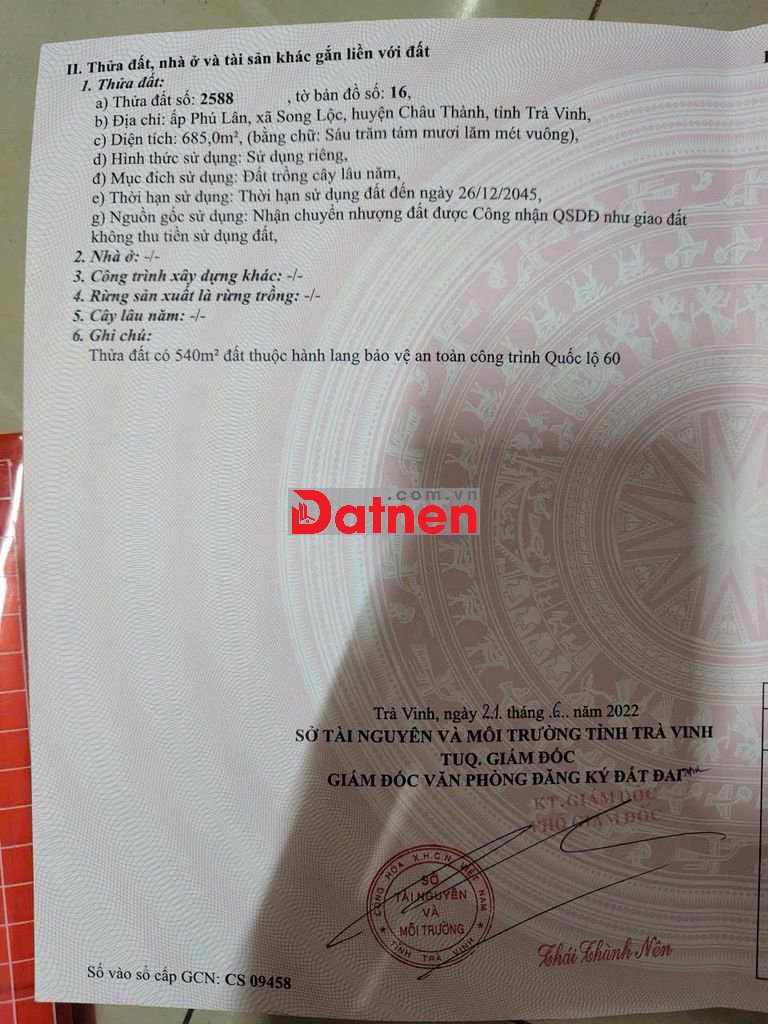 II. Thửa đất, nhà ở và tài sản khác gắn liền với đất
1. Thửa đất:
a) Thửa đất số: 2588 , tờ bản đồ số: 16,
b) Địa chỉ: ấp Phú Lân, xã Song Lộc, huyện Châu Thành, tỉnh Trà Vinh,
c) Diện tích: 685,0m², (bằng chữ: Sáu trăm tám mươi lăm mét vuông),
d) Hình thức sử dụng: Sử dụng riêng,
đ) Mục đích sử dụng: Đất trồng cây lâu năm,
e) Thời hạn sử dụng: Thời hạn sử dụng đất đến ngày 26/12/2045,
g) Nguồn gốc sử dụng: Nhận chuyển nhượng đất được Công nhận QSDĐ như giao đất
không thu tiền sử dụng đất,
2. Nhà ở: -/-
3. Công trình xây dựng khác: -/-
4. Rừng sản xuất là rừng trồng: -/-
5. Cây lâu năm: -/-
6. Ghi chú:
Thửa đất có 540m² đất thuộc hành lang bảo vệ an toàn công trình Quốc lộ 60
.com.vn
Datnen
Trà Vinh, ngày 21 tháng .6.. năm 2022
SỞ TÀI NGUYÊN VÀ MÔI TRƯỜNG TỈNH TRÀ VINH
TUQ. GIÁM ĐỐC
GIÁM ĐỐC VĂN PHÒNG ĐĂNG KÝ ĐẤT ĐAI
KT. GIÁM ĐỐC
PHÓ GIÁM ĐỐC
CỘNG HÒA X.H.C.N VIỆT NAM
SỞ
TÀI NGUYÊN
VÀ
MÔI TRƯỜNG
TỈNH TRÀ VINH
Thái Thành Nên
Số vào sổ cấp GCN: CS 09458